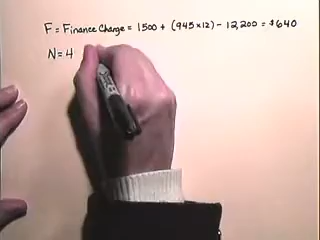 F = Finance Charge = 1500 + (945×12) - 12,200 = $640
N = 4